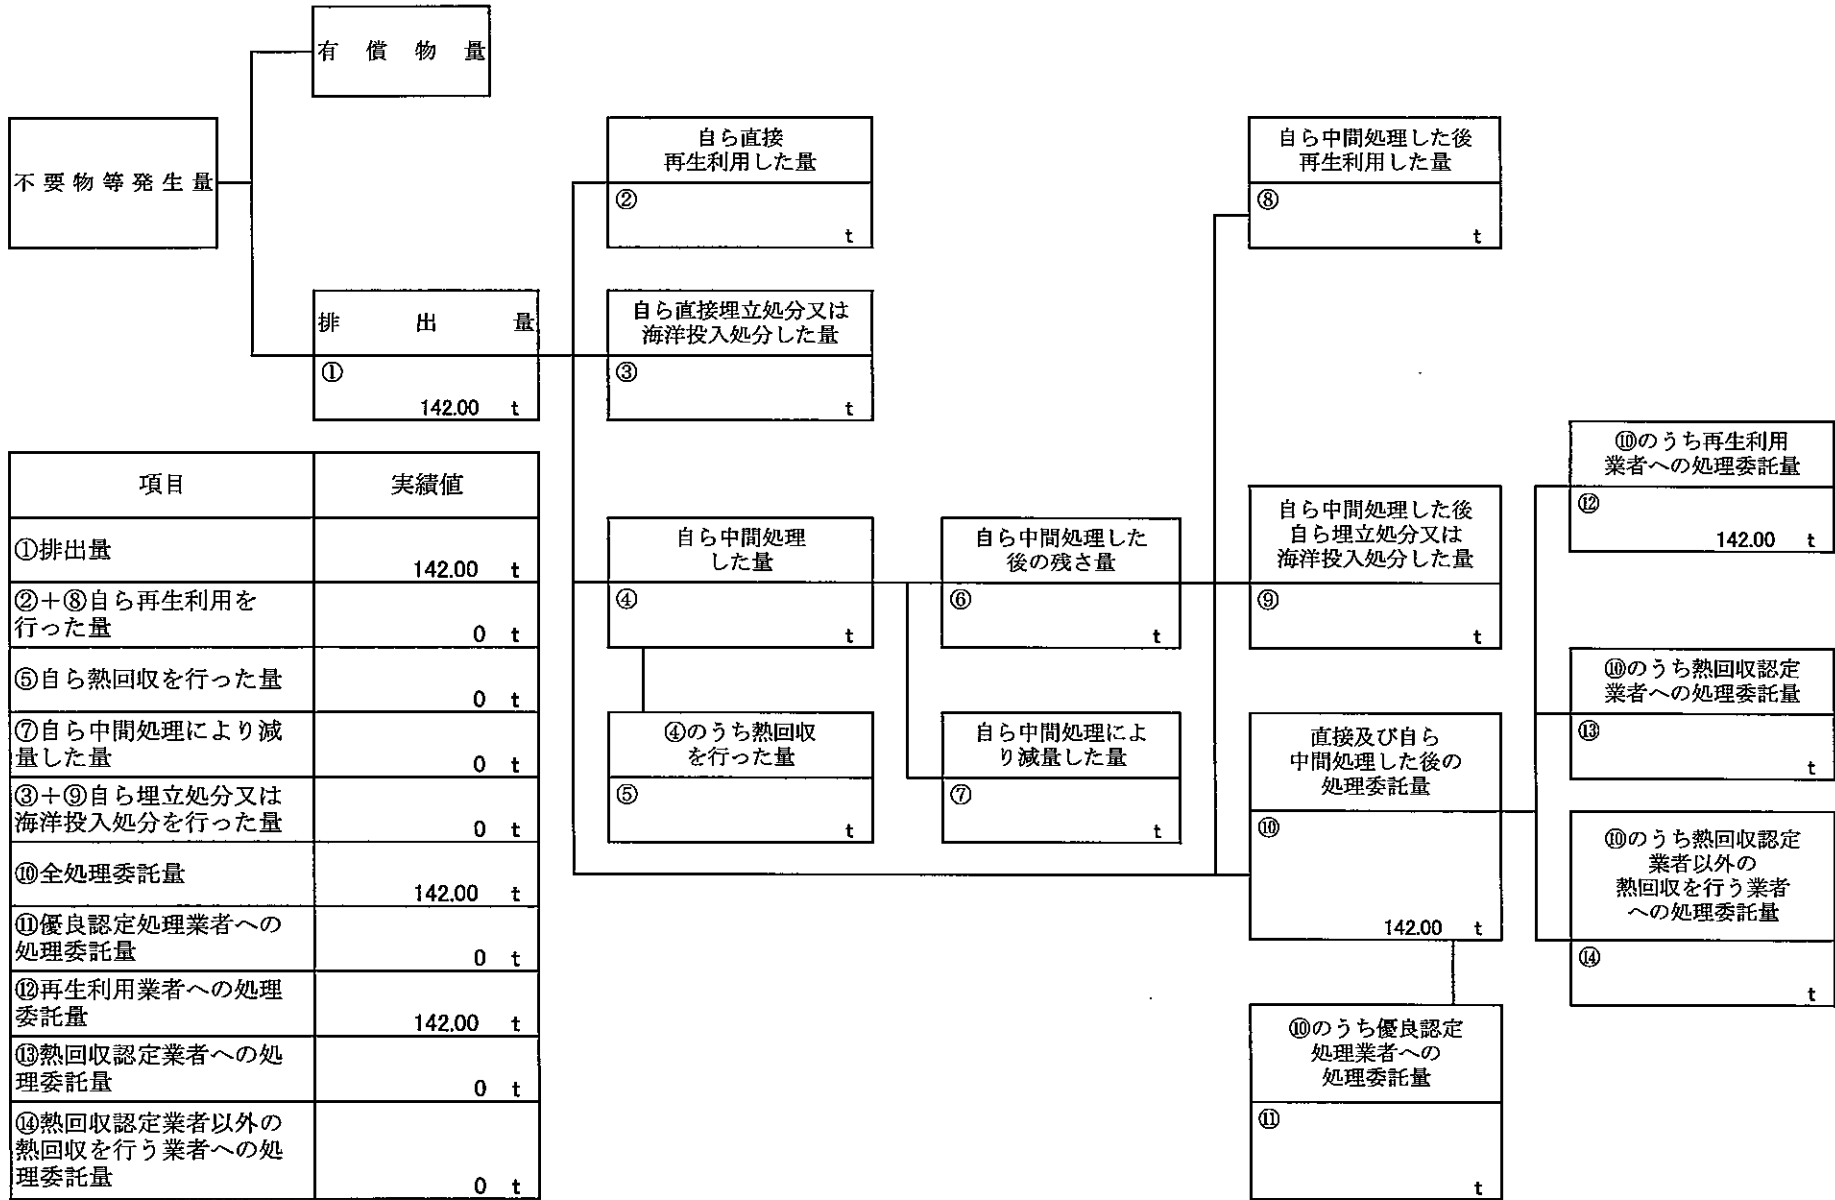 有償物量
不要物等発生量
排出量
①
142.00 t
自ら直接
再生利用した量
②
t
自ら直接埋立処分又は
海洋投入処分した量
③
t
自ら中間処理
した量
④
t
④のうち熱回収
を行った量
⑤
t
自ら中間処理した
後の残さ量
⑥
t
自ら中間処理によ
り減量した量
⑦
t
自ら中間処理した後
再生利用した量
⑧
t
自ら中間処理した後
自ら埋立処分又は
海洋投入処分した量
⑨
t
直接及び自ら
中間処理した後の
処理委託量
⑩
142.00 t
⑩のうち優良認定
処理業者への
処理委託量
⑪
t
⑩のうち再生利用
業者への処理委託量
⑫
142.00 t
⑩のうち熱回収認定
業者への処理委託量
⑬
t
⑩のうち熱回収認定
業者以外の
熱回収を行う業者
への処理委託量
⑭
t
項目 実績値
①排出量
142.00 t
②+⑧自ら再生利用を
行った量
0 t
⑤自ら熱回収を行った量
0 t
⑦自ら中間処理により減
量した量
0 t
③+⑨自ら埋立処分又は
海洋投入処分を行った量
0 t
⑩全処理委託量
142.00 t
⑪優良認定処理業者への
処理委託量
0 t
⑫再生利用業者への処理
委託量
142.00 t
⑬熱回収認定業者への処
理委託量
0 t
⑭熱回収認定業者以外の
熱回収を行う業者への処
理委託量
0 t